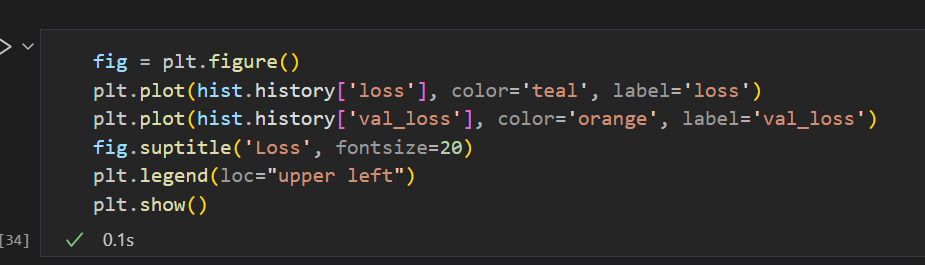 fig = plt.figure()
plt.plot(hist.history['loss'], color='teal', label='loss')
plt.plot(hist.history['val_loss'], color='orange', label='val_loss')
fig.suptitle('Loss', fontsize=20)
plt.legend(loc="upper left")
plt.show()
[34] 0.1s